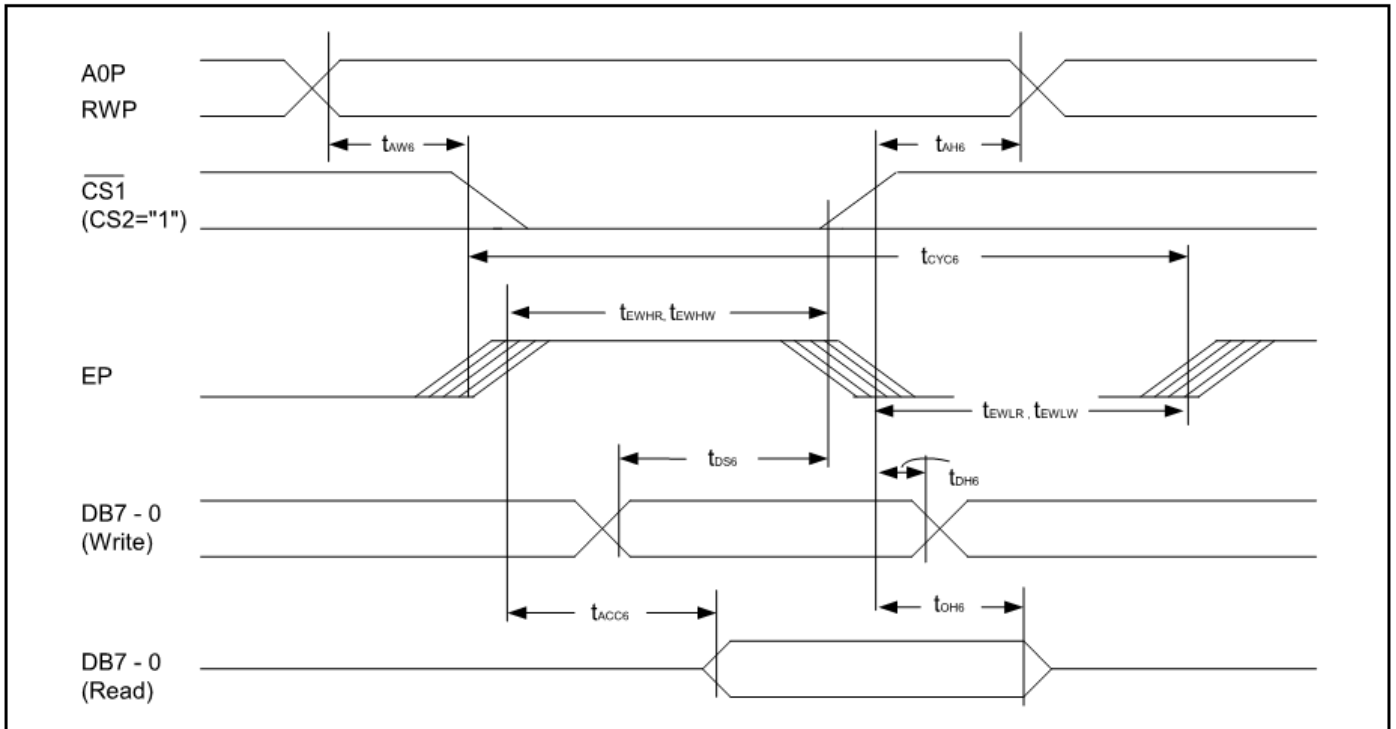 A0P
RWP
tAW6
tAH6
CS1
(CS2="1")
tCYC6
tEWHR, tEWHW
EP
tEWLR , tEWLW
tDS6
tDH6
DB7 - 0
(Write)
tACC6
tOH6
DB7 - 0
(Read)